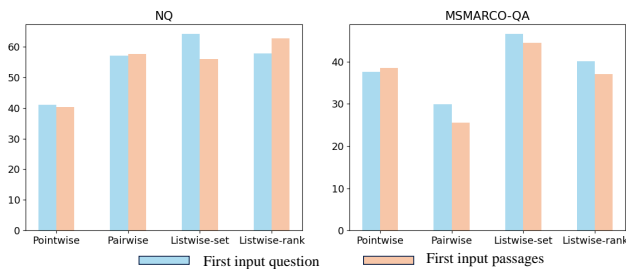 NQ
60
50
40
30
20
10
0
Pointwise Pairwise Listwise-set Listwise-rank
MSMARCO-QA
40
30
20
10
0
Pointwise Pairwise Listwise-set Listwise-rank
First input question First input passages